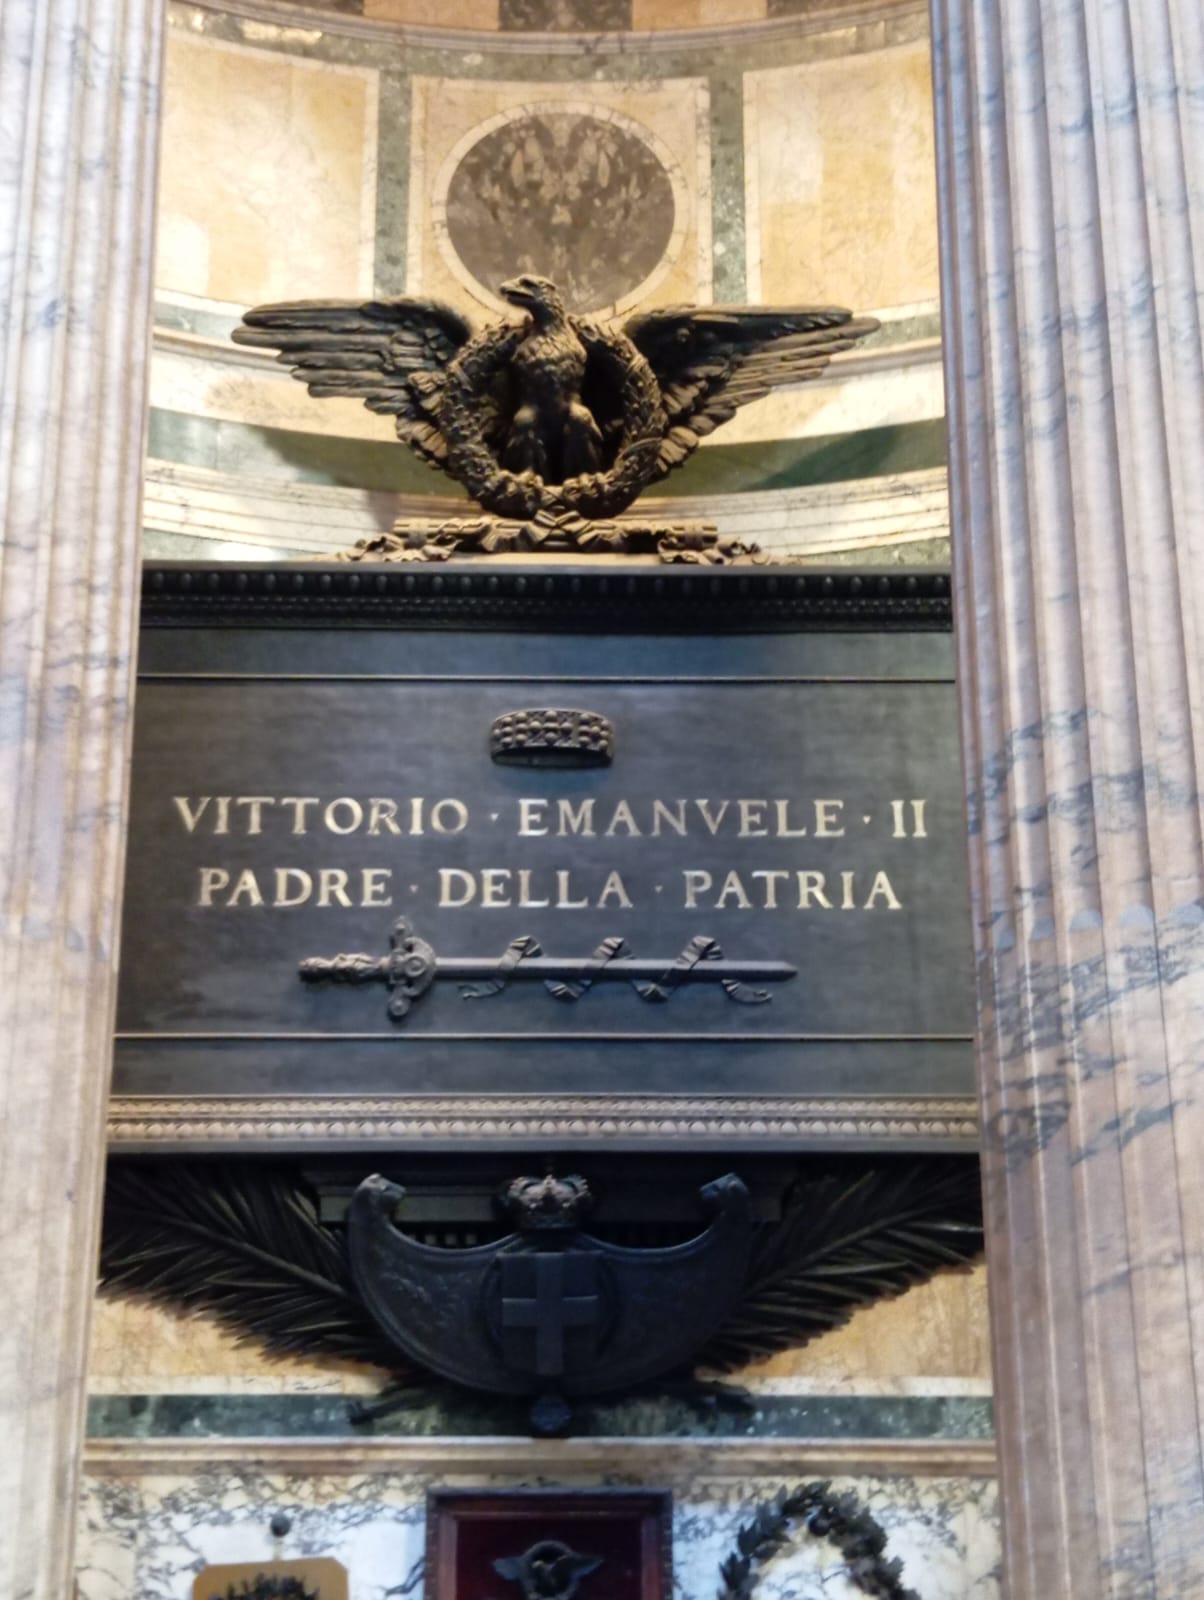 VITTORIO · EMANVELE · II
PADRE · DELLA · PATRIA